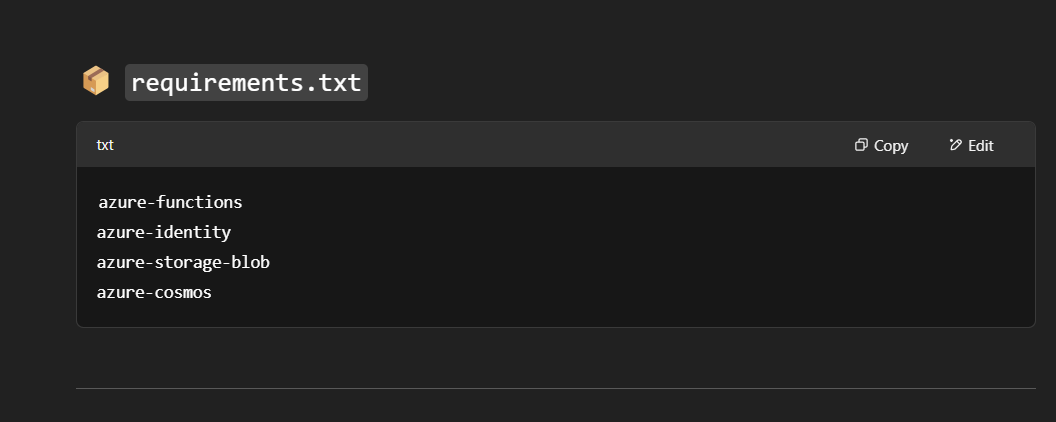 requirements.txt
txt
Copy
Edit
azure-functions
azure-identity
azure-storage-blob
azure-cosmos